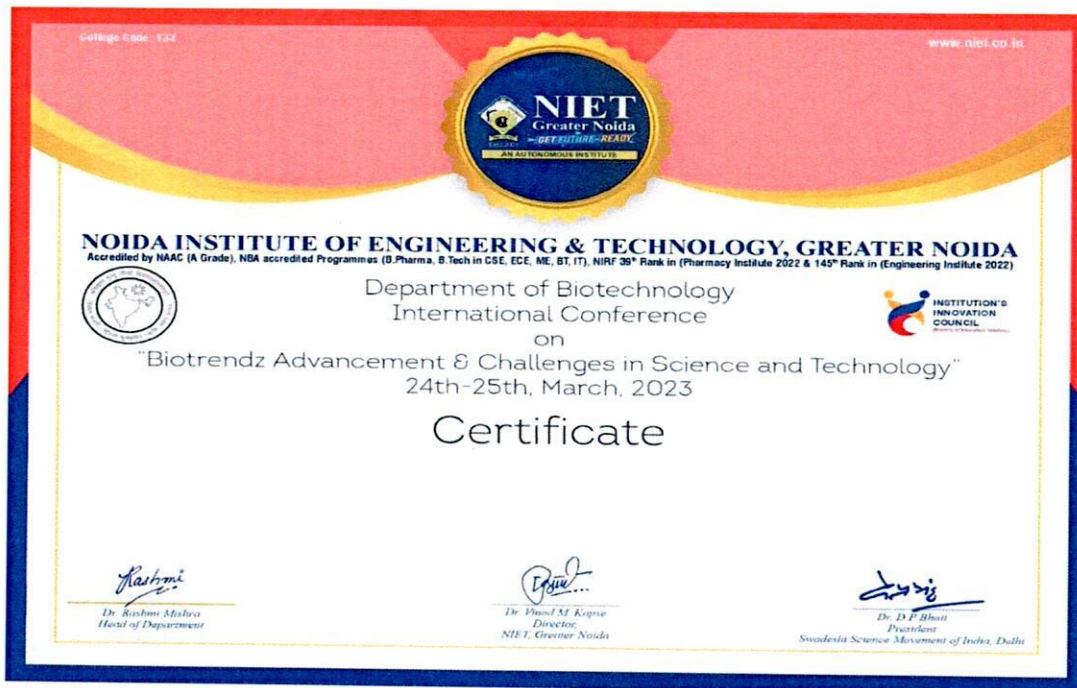 College Code 133
www.niet.co.in
NIET
Greater Noida
GET FUTURE-READY
AN AUTONOMOUS INSTITUTE
NOIDA INSTITUTE OF ENGINEERING & TECHNOLOGY, GREATER NOIDA
Accredited by NAAC (A Grade), NBA accredited Programmes (B.Pharma, B.Tech in CSE, ECE, ME, BT, IT), NIRF 39th Rank in (Pharmacy Institute 2022 & 145th Rank in (Engineering Institute 2022)
Department of Biotechnology
International Conference
on
"Biotrendz Advancement & Challenges in Science and Technology"
24th-25th, March, 2023
INSTITUTION'S
INNOVATION
COUNCIL
Certificate
Rashmi
Dr. Rashmi Mishra
Head of Department
Dr. Vinod M. Kapse
Director,
NIET, Greater Noida
Dr. D P Bhatt
President
Swadeshi Science Movement of India, Delhi